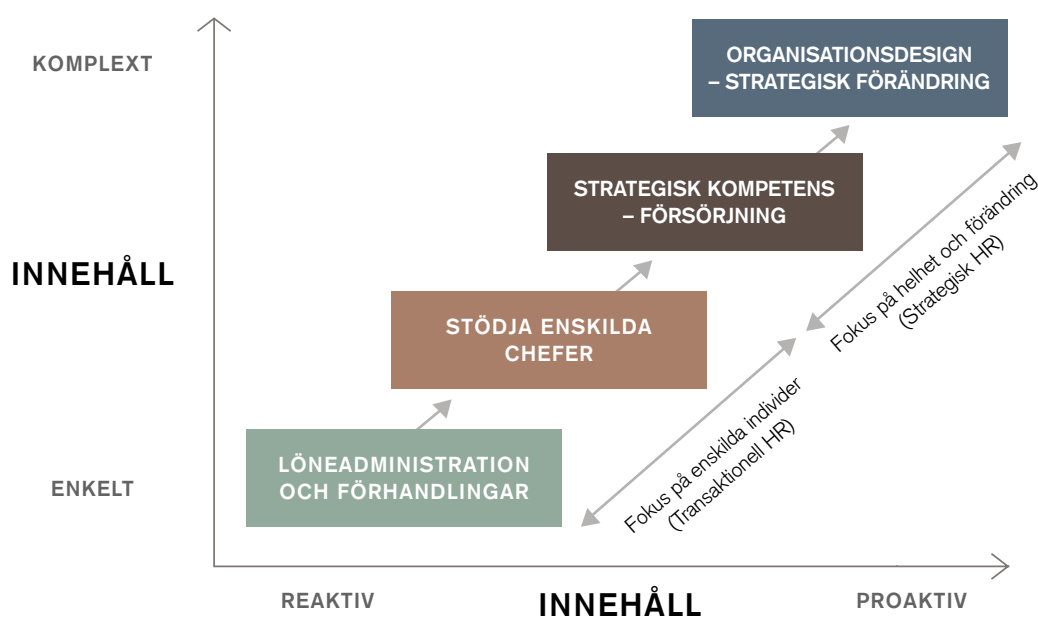 KOMPLEXT
ORGANISATIONSDESIGN
– STRATEGISK FÖRÄNDRING
STRATEGISK KOMPETENS
– FÖRSÖRJNING
INNEHÅLL
Fokus på helhet och förändring
(Strategisk HR)
STÖDJA ENSKILDA
CHEFER
Fokus på enskilda individer
(Transaktionell HR)
LÖNEADMINISTRATION
OCH FÖRHANDLINGAR
ENKELT
REAKTIV
INNEHÅLL
PROAKTIV